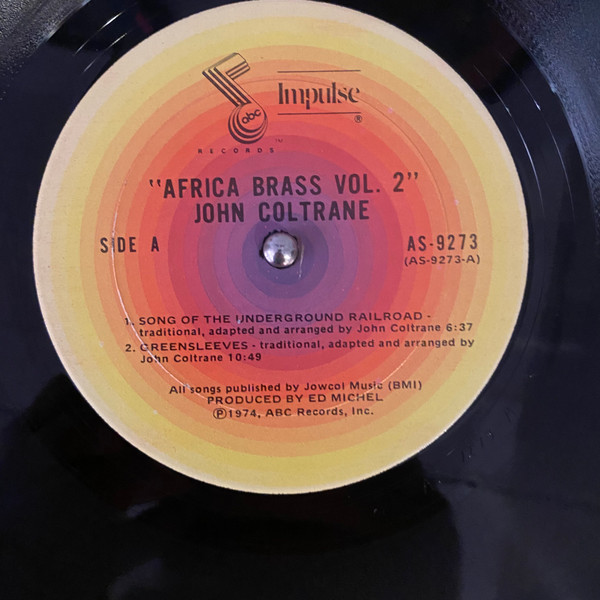 abc
Impulse
®
RECORDS ™
"AFRICA BRASS VOL. 2"
JOHN COLTRANE
SIDE A
AS-9273
(AS-9273-A)
1. SONG OF THE UNDERGROUND RAILROAD -
traditional, adapted and arranged by John Coltrane 6:37
2. GREENSLEEVES - traditional, adapted and arranged by
John Coltrane 10:49
All songs published by Jowcol Music (BMI)
PRODUCED BY ED MICHEL
℗1974, ABC Records, Inc.